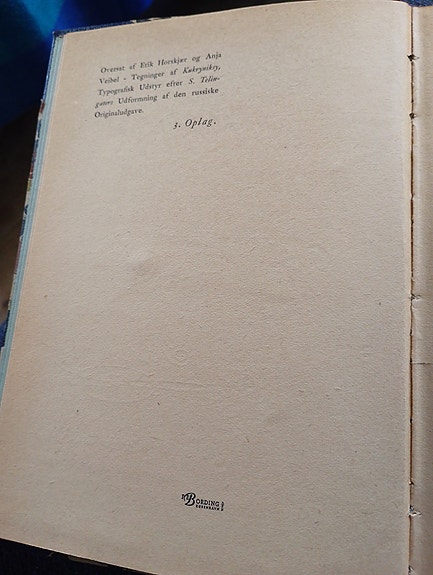 Oversat af Erik Horskjær og Anja
Veibel - Tegninger af Kukryniksy,
Typografisk Udstyr efter S. Telin-
gaters Udformning af den russiske
Originaludgave.
3. Oplag.
BORDING
KØBENHAVN